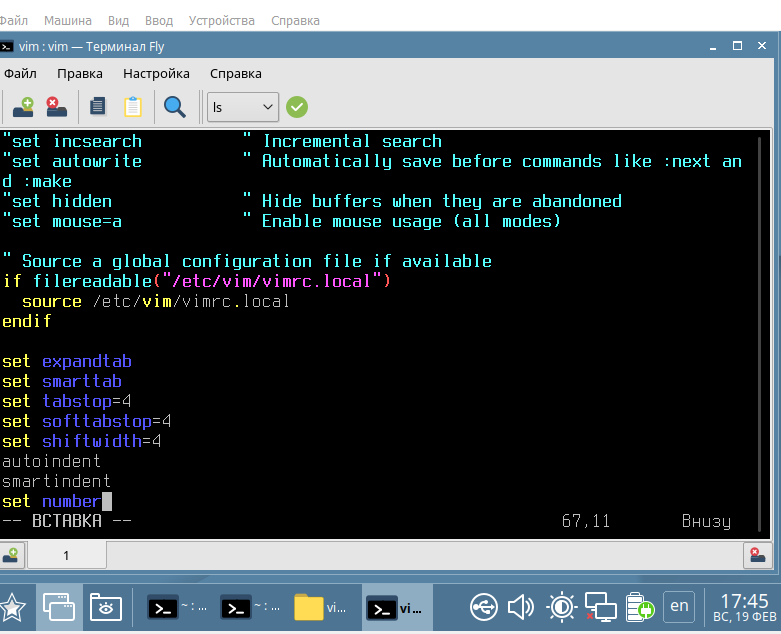 Файл Машина Вид Ввод Устройства Справка
vim : vim — Терминал Fly
Файл Правка Настройка Справка
ls
"set incsearch " Incremental search
"set autowrite " Automatically save before commands like :next an
d :make
"set hidden " Hide buffers when they are abandoned
"set mouse=a " Enable mouse usage (all modes)
" Source a global configuration file if available
if filereadable("/etc/vim/vimrc.local")
source /etc/vim/vimrc.local
endif
set expandtab
set smarttab
set tabstop=4
set softtabstop=4
set shiftwidth=4
autoindent
smartindent
set number
-- ВСТАВКА -- 67,11 Внизу
1
~ : ... ~ : ... vi... vi... en 17:45
ВС, 19 ФЕВ